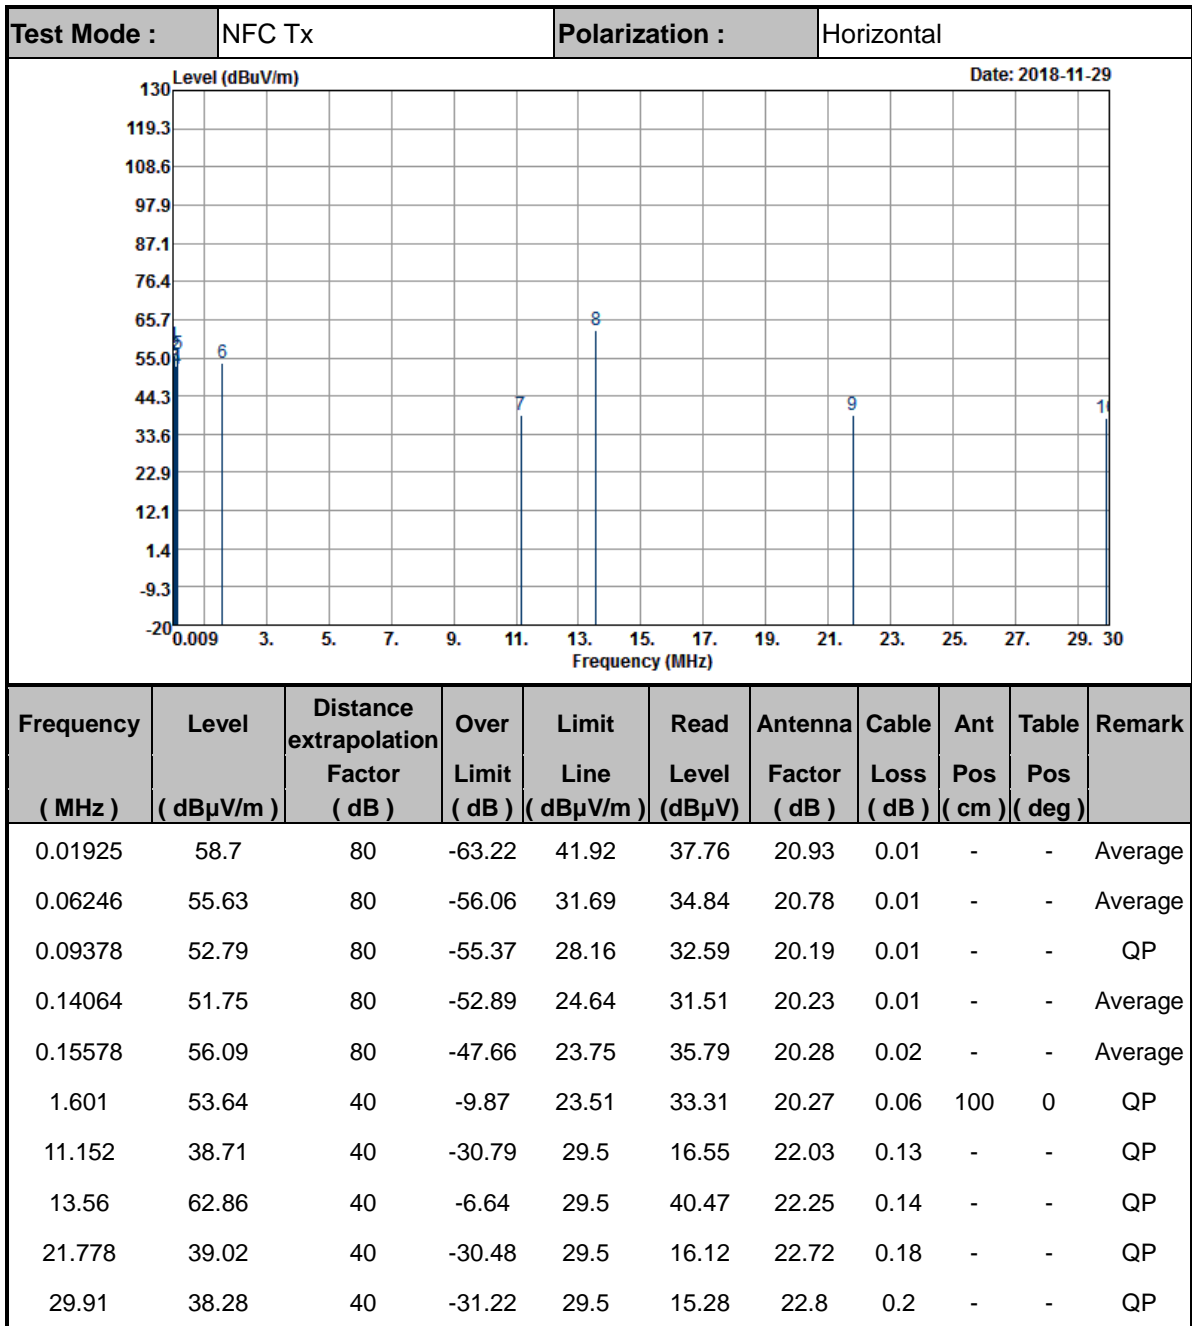 Test Mode : NFC Tx Polarization : Horizontal
Level (dBuV/m) Date: 2018-11-29
130
119.3
108.6
97.9
87.1
76.4
65.7
55.0
44.3
33.6
22.9
12.1
1.4
-9.3
-20
5
6
7
8
9
0.009 3. 5. 7. 9. 11. 13. 15. 17. 19. 21. 23. 25. 27. 29. 30
Frequency (MHz)
Frequency Level Distance extrapolation Over Limit Read Antenna Cable Ant Table Remark
Factor Limit Line Level Factor Loss Pos Pos
( MHz ) ( dBµV/m ) ( dB ) ( dB ) ( dBµV/m ) (dBµV) ( dB ) ( dB ) ( cm ) ( deg )
0.01925 58.7 80 -63.22 41.92 37.76 20.93 0.01 - - Average
0.06246 55.63 80 -56.06 31.69 34.84 20.78 0.01 - - Average
0.09378 52.79 80 -55.37 28.16 32.59 20.19 0.01 - - QP
0.14064 51.75 80 -52.89 24.64 31.51 20.23 0.01 - - Average
0.15578 56.09 80 -47.66 23.75 35.79 20.28 0.02 - - Average
1.601 53.64 40 -9.87 23.51 33.31 20.27 0.06 100 0 QP
11.152 38.71 40 -30.79 29.5 16.55 22.03 0.13 - - QP
13.56 62.86 40 -6.64 29.5 40.47 22.25 0.14 - - QP
21.778 39.02 40 -30.48 29.5 16.12 22.72 0.18 - - QP
29.91 38.28 40 -31.22 29.5 15.28 22.8 0.2 - - QP